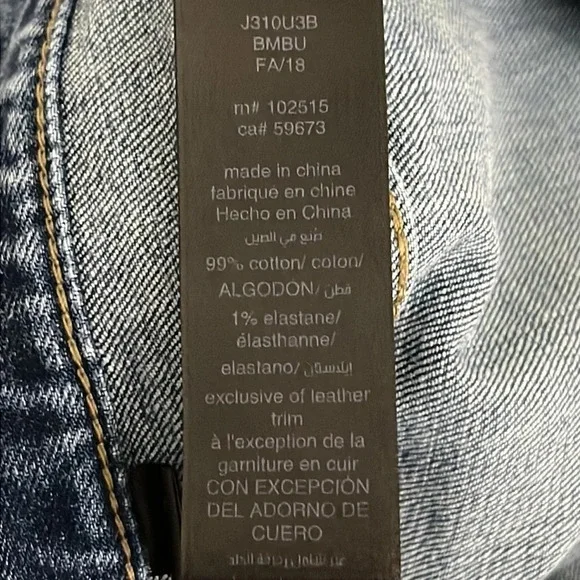 J310U3B
BMBU
FA/18
m# 102515
ca# 59673
made in china
fabrique en chine
Hecho en China
صنع في الصين
99% cotton/ coton/
ALGODON/ قطن
1% elastane/
élasthanne/
elastano/ إيلاستان
exclusive of leather
trim
à l'exception de la
garniture en cuir
CON EXCEPCIÓN
DEL ADORNO DE
CUERO